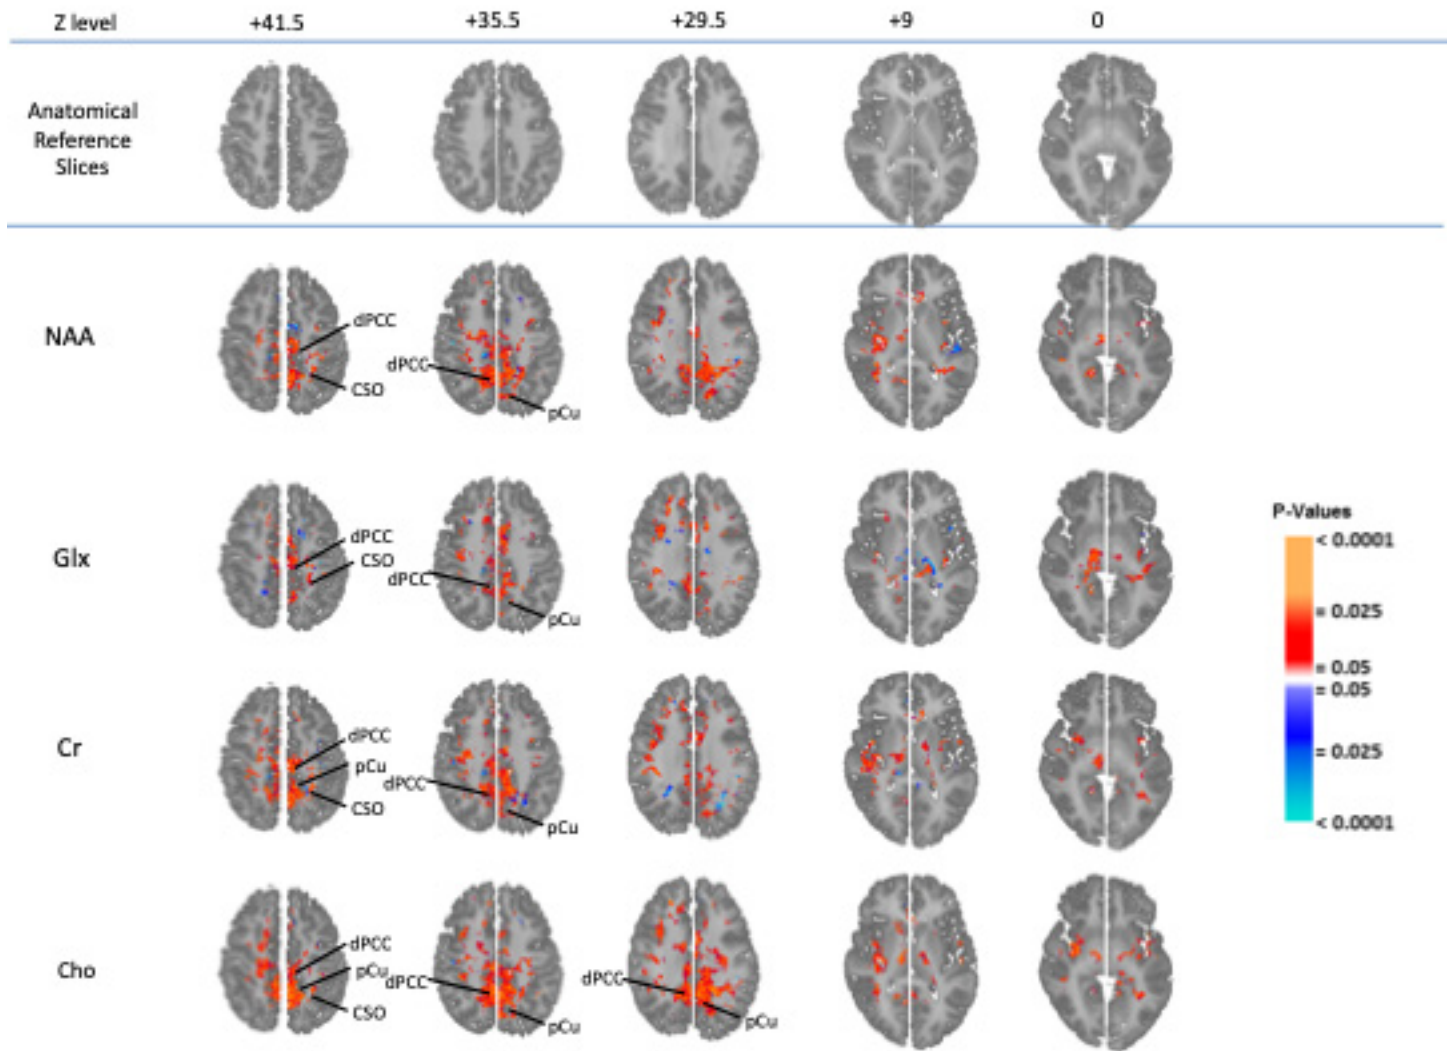 Z level +41.5 +35.5 +29.5 +9 0
Anatomical
Reference
Slices
NAA
dPCC
CSO
dPCC
pCu
Glx
dPCC
CSO
dPCC
pCu
Cr
dPCC
pCu
CSO
dPCC
pCu
Cho
dPCC
pCu
CSO
dPCC
pCu
dPCC
pCu
P-Values
< 0.0001
= 0.025
= 0.05
= 0.05
= 0.025
< 0.0001